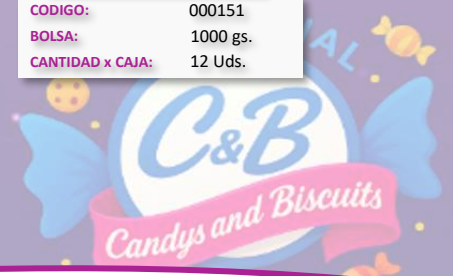 CODIGO: 000151
BOLSA: 1000 gs.
CANTIDAD x CAJA: 12 Uds.
C&B
Candys and Biscuits